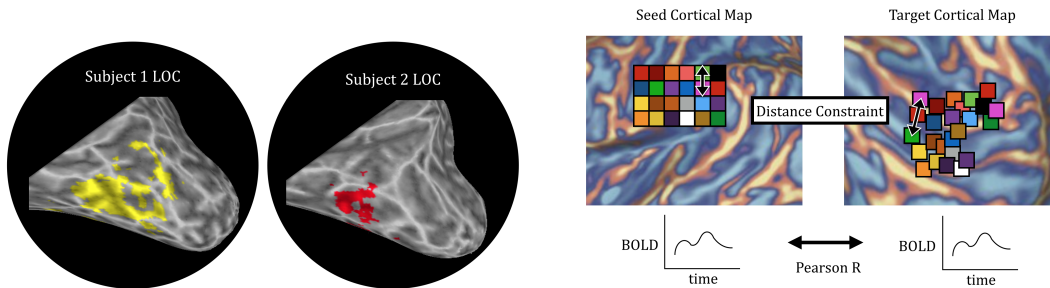 Subject 1 LOC
Subject 2 LOC
Seed Cortical Map
Target Cortical Map
Distance Constraint
BOLD
time
Pearson R
BOLD
time